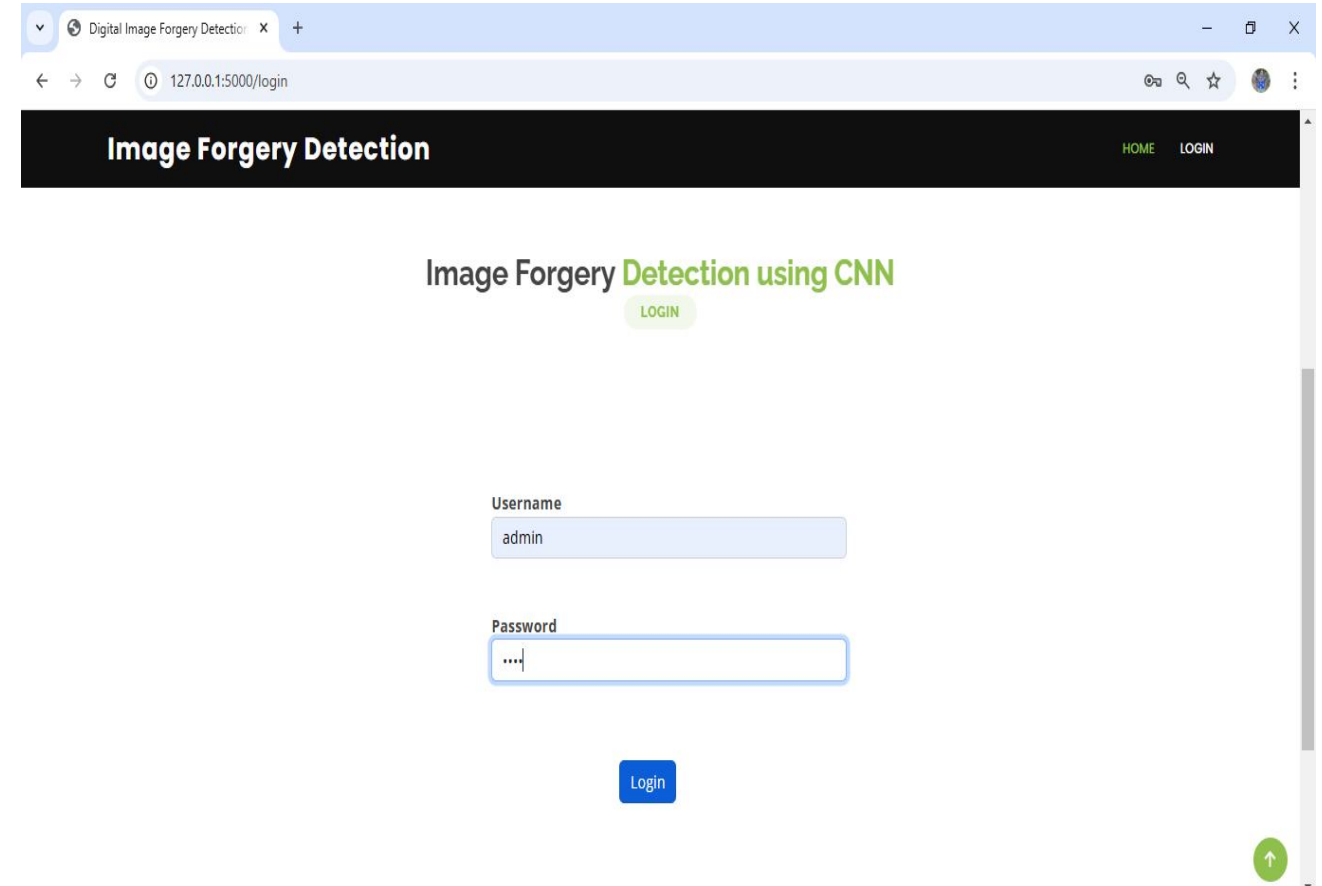 Digital Image Forgery Detection
127.0.0.1:5000/login
Image Forgery Detection
HOME LOGIN
Image Forgery Detection using CNN
LOGIN
Username
admin
Password
••••
Login